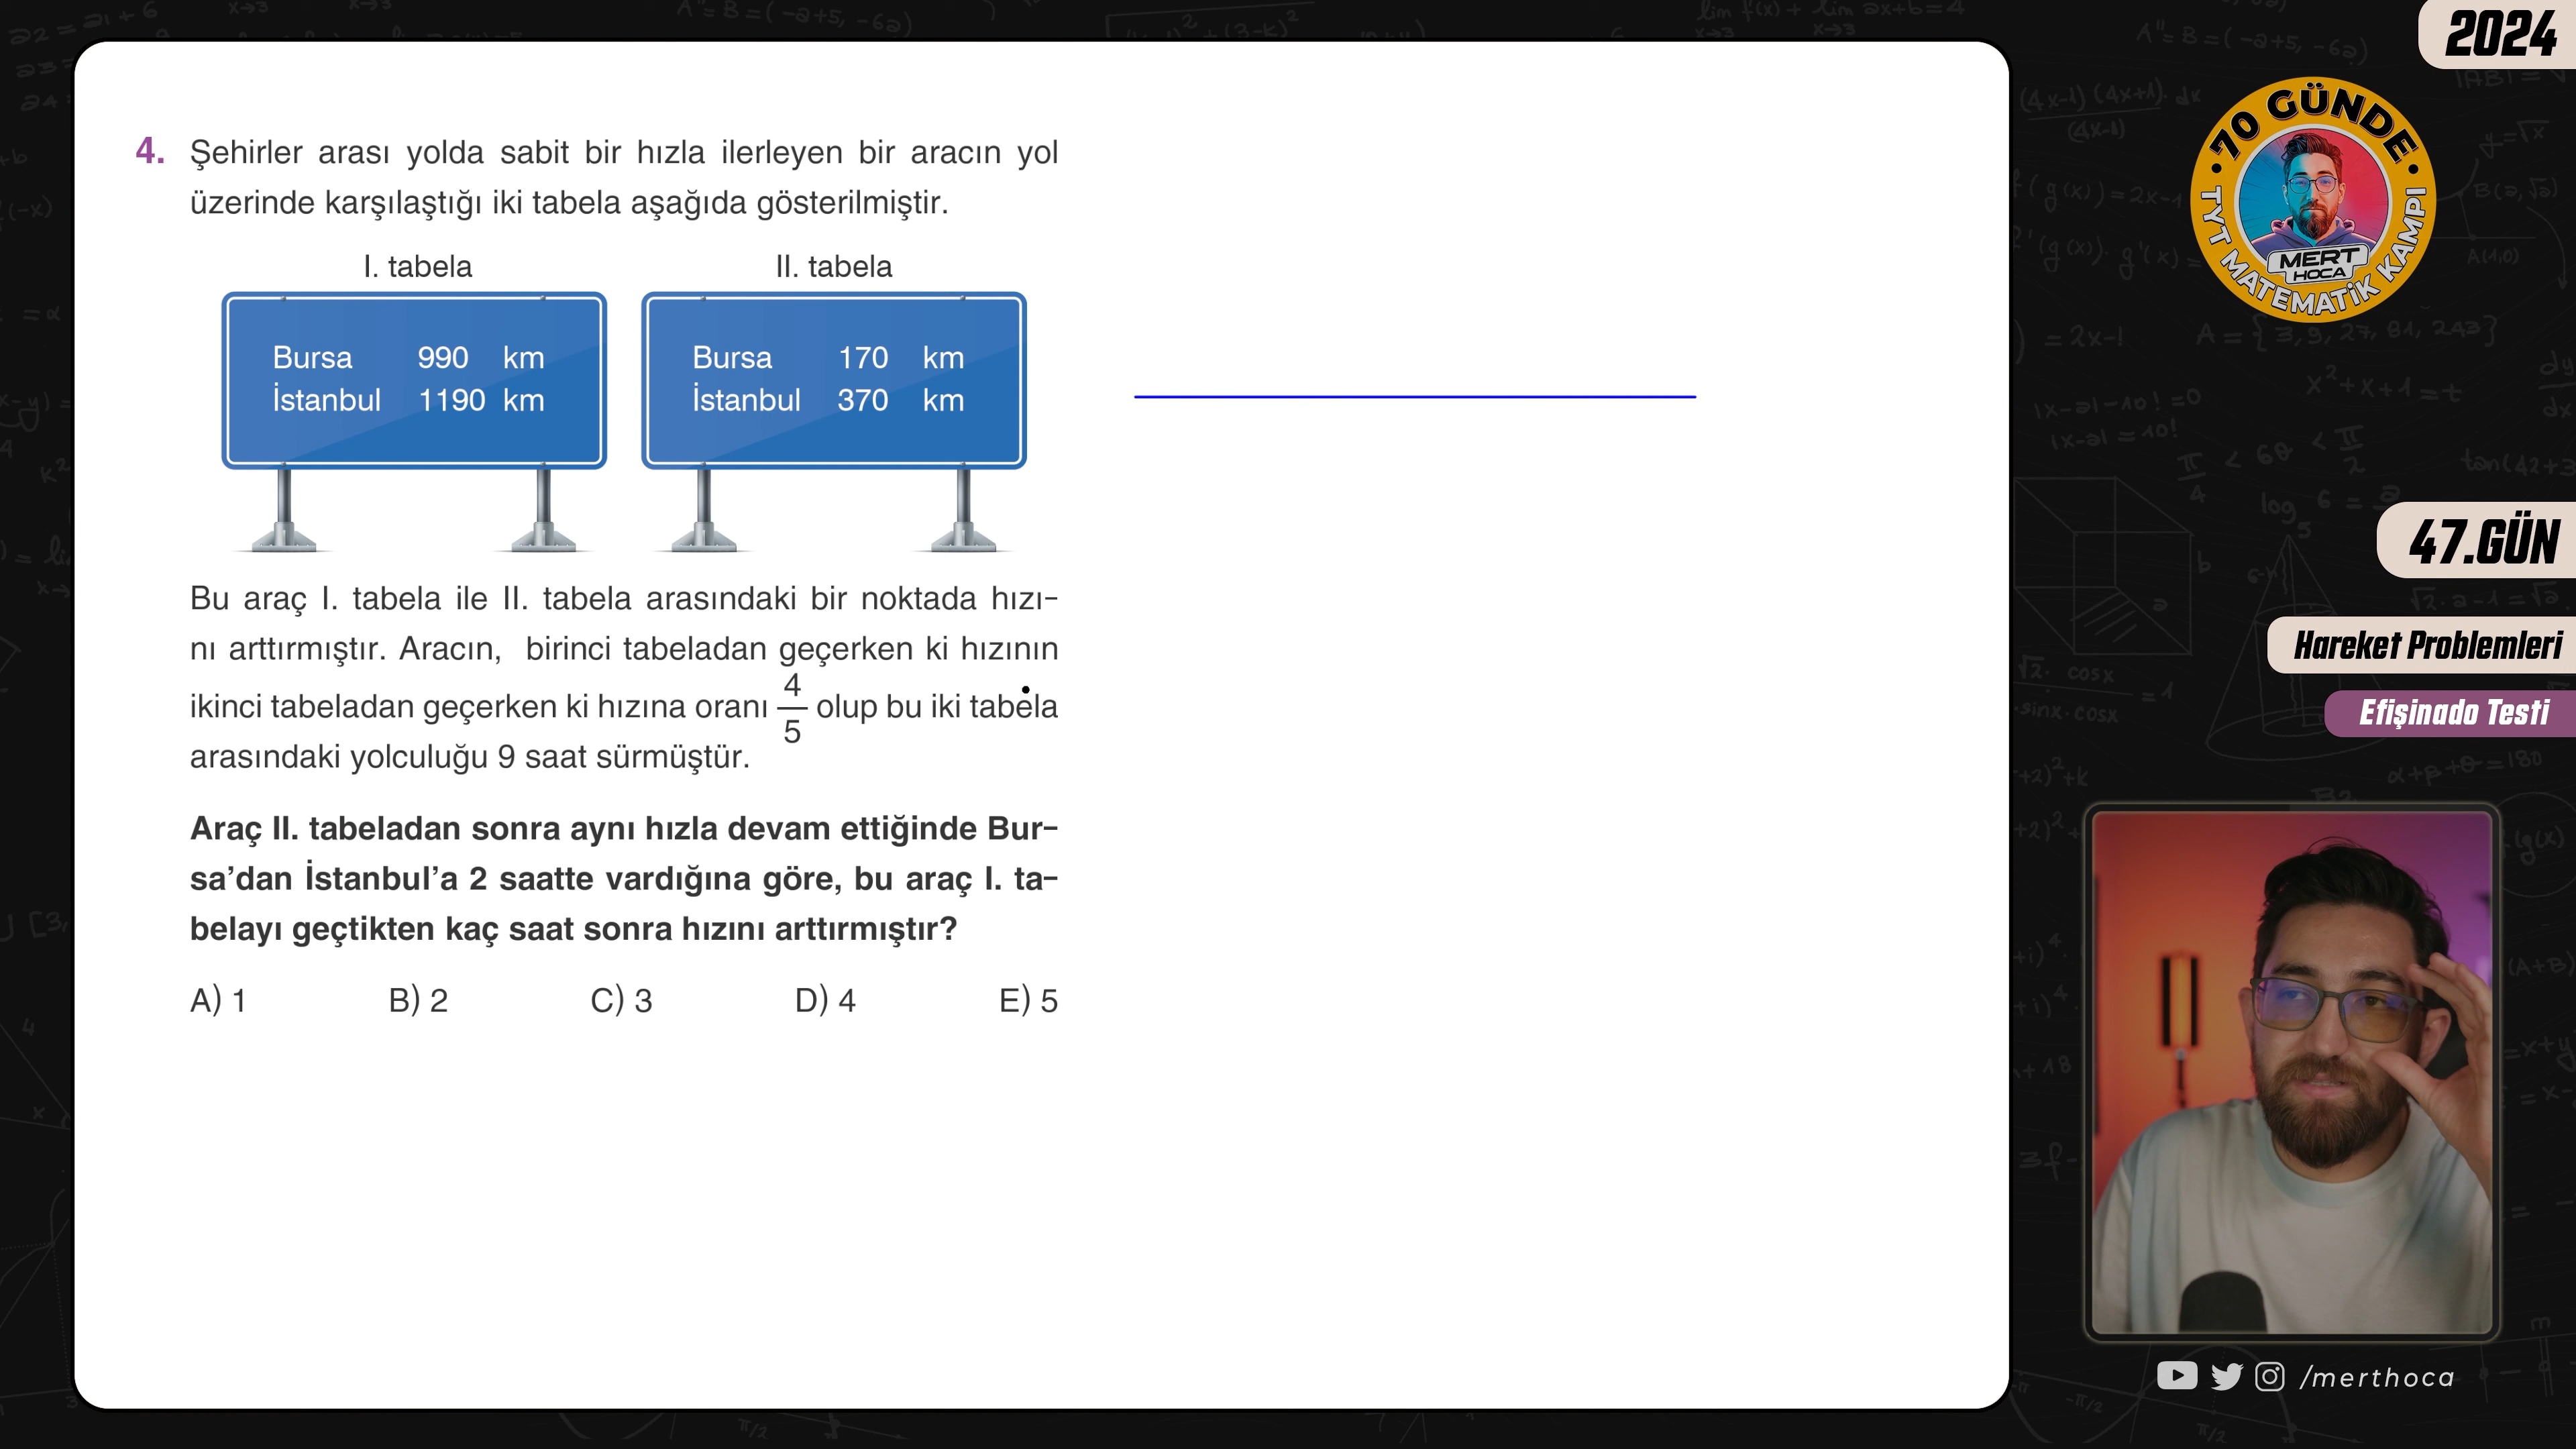 2024
70 GÜNDE
TYT MATEMATİK KAMPI
MERT
HOCA
4. Şehirler arası yolda sabit bir hızla ilerleyen bir aracın yol
üzerinde karşılaştığı iki tabela aşağıda gösterilmiştir.
I. tabela
II. tabela
Bursa 990 km
İstanbul 1190 km
Bursa 170 km
İstanbul 370 km
Bu araç I. tabela ile II. tabela arasındaki bir noktada hızı-
nı arttırmıştır. Aracın, birinci tabeladan geçerken ki hızının
ikinci tabeladan geçerken ki hızına oranı 4/5 olup bu iki tabela
arasındaki yolculuğu 9 saat sürmüştür.
Araç II. tabeladan sonra aynı hızla devam ettiğinde Bur-
sa'dan İstanbul'a 2 saatte vardığına göre, bu araç I. ta-
belayı geçtikten kaç saat sonra hızını arttırmıştır?
A) 1 B) 2 C) 3 D) 4 E) 5
47.GÜN
Hareket Problemleri
Efişinado Testi
/merthoca